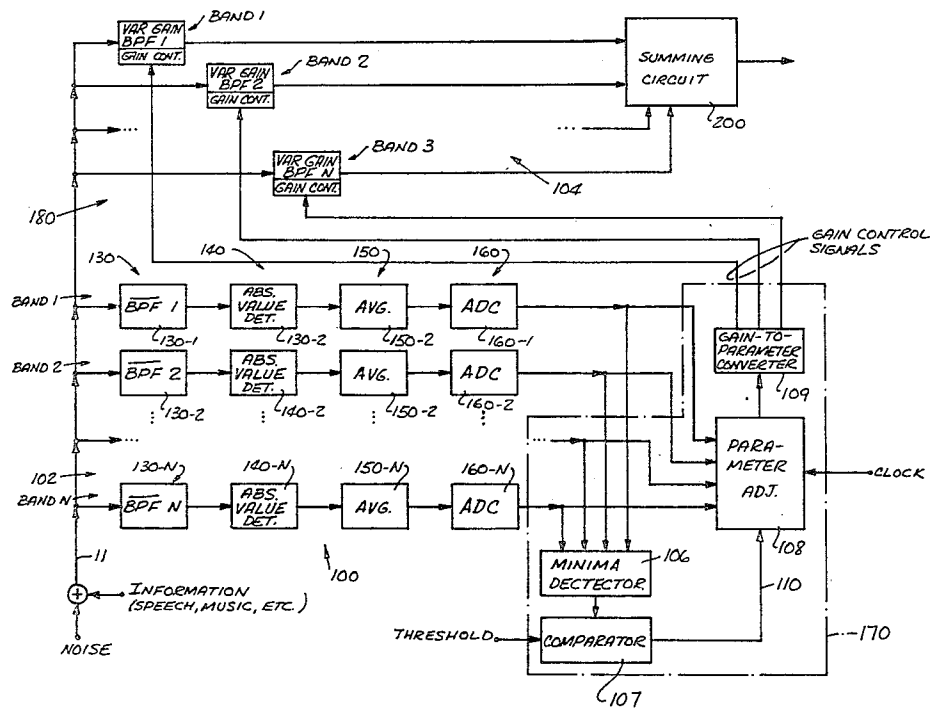 VAR GAIN
BPF 1
GAIN CONT.
BAND 1
VAR GAIN
BPF 2
GAIN CONT.
BAND 2
SUMMING
CIRCUIT
200
...
...
VAR GAIN
BPF N
GAIN CONT.
BAND 3
104
180
GAIN CONTROL
SIGNALS
130
140
150
160
BAND 1
BPF 1
130-1
ABS.
VALUE
DET.
130-2
AVG.
150-2
ADC
160-1
GAIN-TO-
PARAMETER
CONVERTER
109
BAND 2
BPF 2
130-2
ABS.
VALUE
DET.
140-2
AVG.
150-2
ADC
160-2
...
...
...
...
...
...
PARA-
METER
ADJ.
108
CLOCK
102
BAND N
130-N
BPF N
140-N
ABS.
VALUE
DET.
150-N
AVG.
160-N
ADC
11
100
MINIMA
DECTECTOR
106
110
INFORMATION
(SPEECH, MUSIC, ETC.)
+
NOISE
THRESHOLD
COMPARATOR
107
170